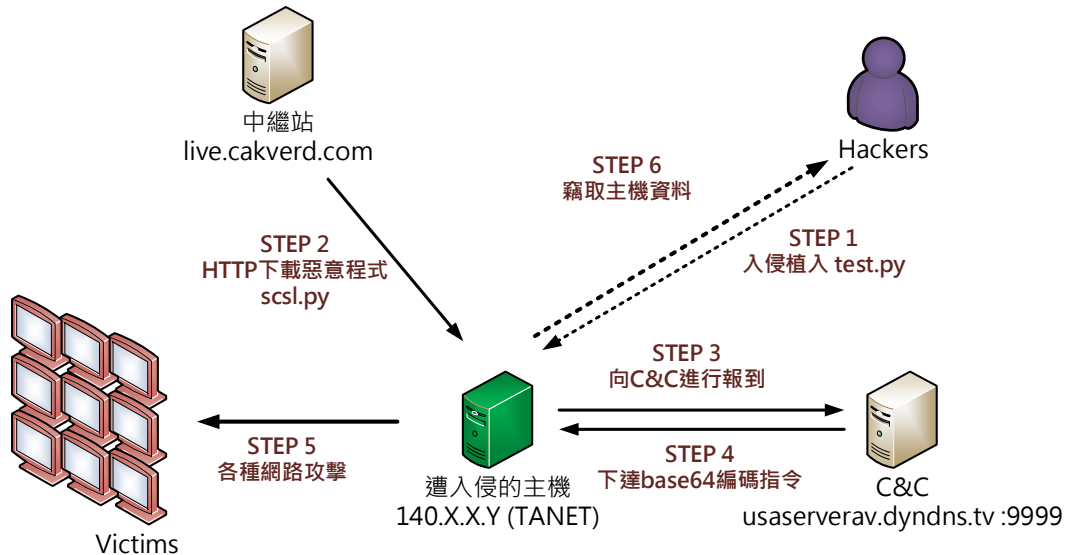 中繼站
live.cakverd.com
Hackers
STEP 6
竊取主機資料
STEP 1
入侵植入 test.py
STEP 2
HTTP下載惡意程式
scsl.py
STEP 3
向C&C進行報到
STEP 4
下達base64編碼指令
STEP 5
各種網路攻擊
遭入侵的主機
140.X.X.Y (TANET)
C&C
usaserverav.dyndns.tv :9999
Victims